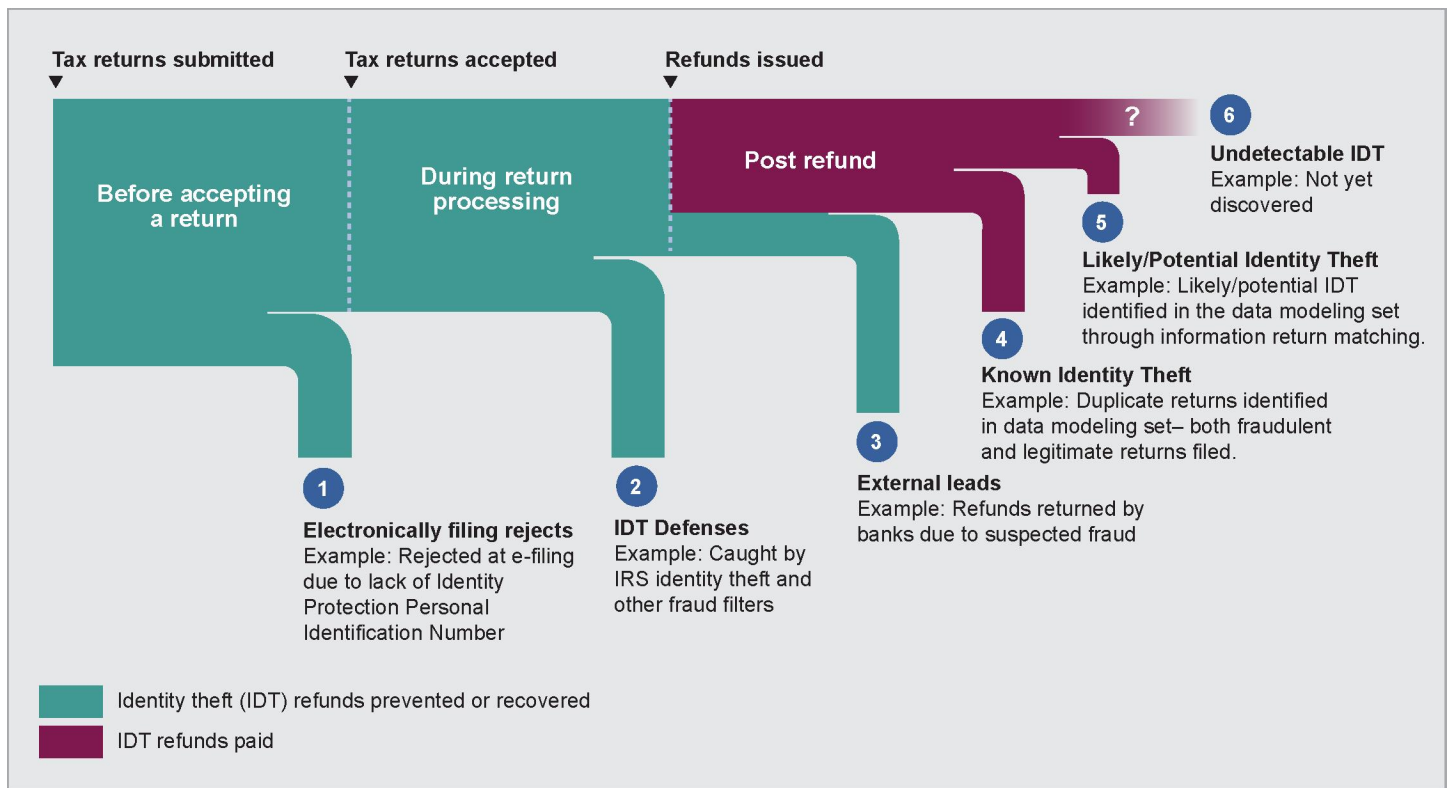 Tax returns submitted
Tax returns accepted
Refunds issued
Before accepting
a return
During return
processing
Post refund
?
1
Electronically filing rejects
Example: Rejected at e-filing
due to lack of Identity
Protection Personal
Identification Number
2
IDT Defenses
Example: Caught by
IRS identity theft and
other fraud filters
3
External leads
Example: Refunds returned by
banks due to suspected fraud
4
Known Identity Theft
Example: Duplicate returns identified
in data modeling set– both fraudulent
and legitimate returns filed.
5
Likely/Potential Identity Theft
Example: Likely/potential IDT
identified in the data modeling set
through information return matching.
6
Undetectable IDT
Example: Not yet
discovered
Identity theft (IDT) refunds prevented or recovered
IDT refunds paid